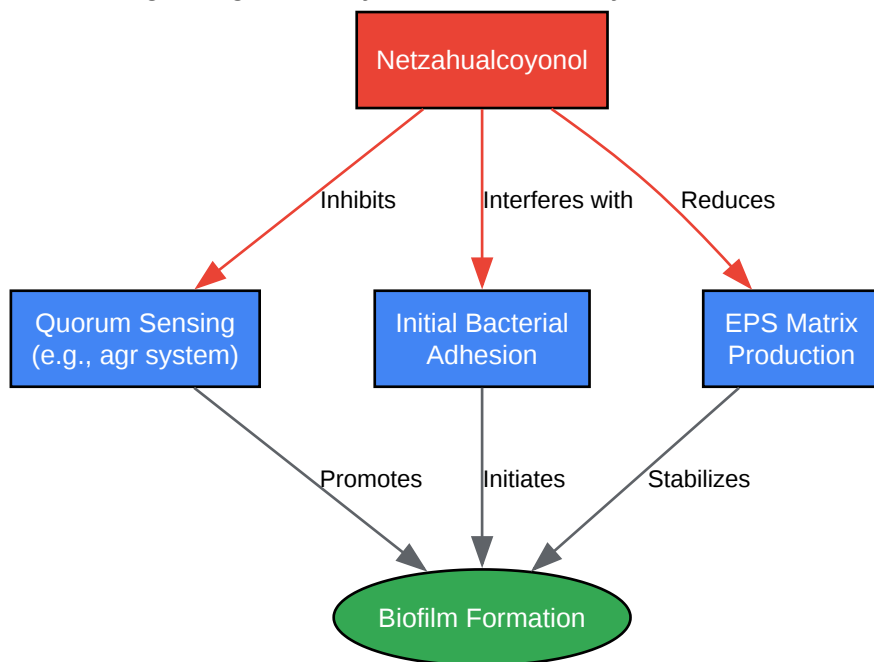 Netzahualcoyonol
Inhibits
Interferes with
Reduces
Quorum Sensing
(e.g., agr system)
Initial Bacterial
Adhesion
EPS Matrix
Production
Promotes
Initiates
Stabilizes
Biofilm Formation